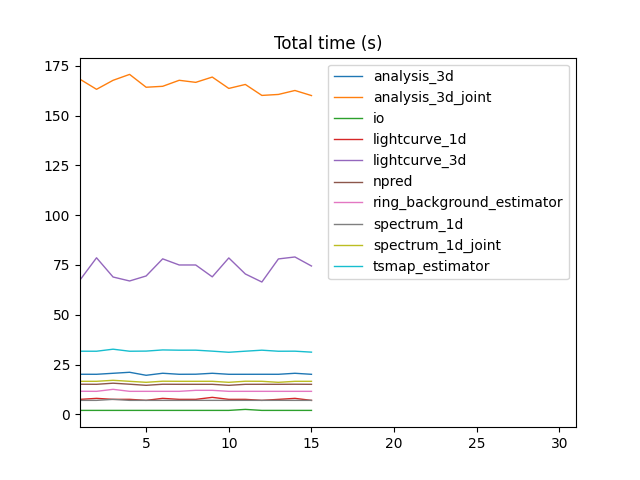 Total time (s)
175
150
125
100
75
50
25
0
5
10
15
20
25
30
analysis_3d
analysis_3d_joint
io
lightcurve_1d
lightcurve_3d
npred
ring_background_estimator
spectrum_1d
spectrum_1d_joint
tsmap_estimator